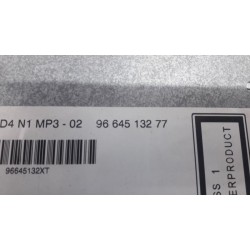 D4 N1 MP3 - 02 96 645 132 77
96645132XT
SS 1
ERPRODUCT